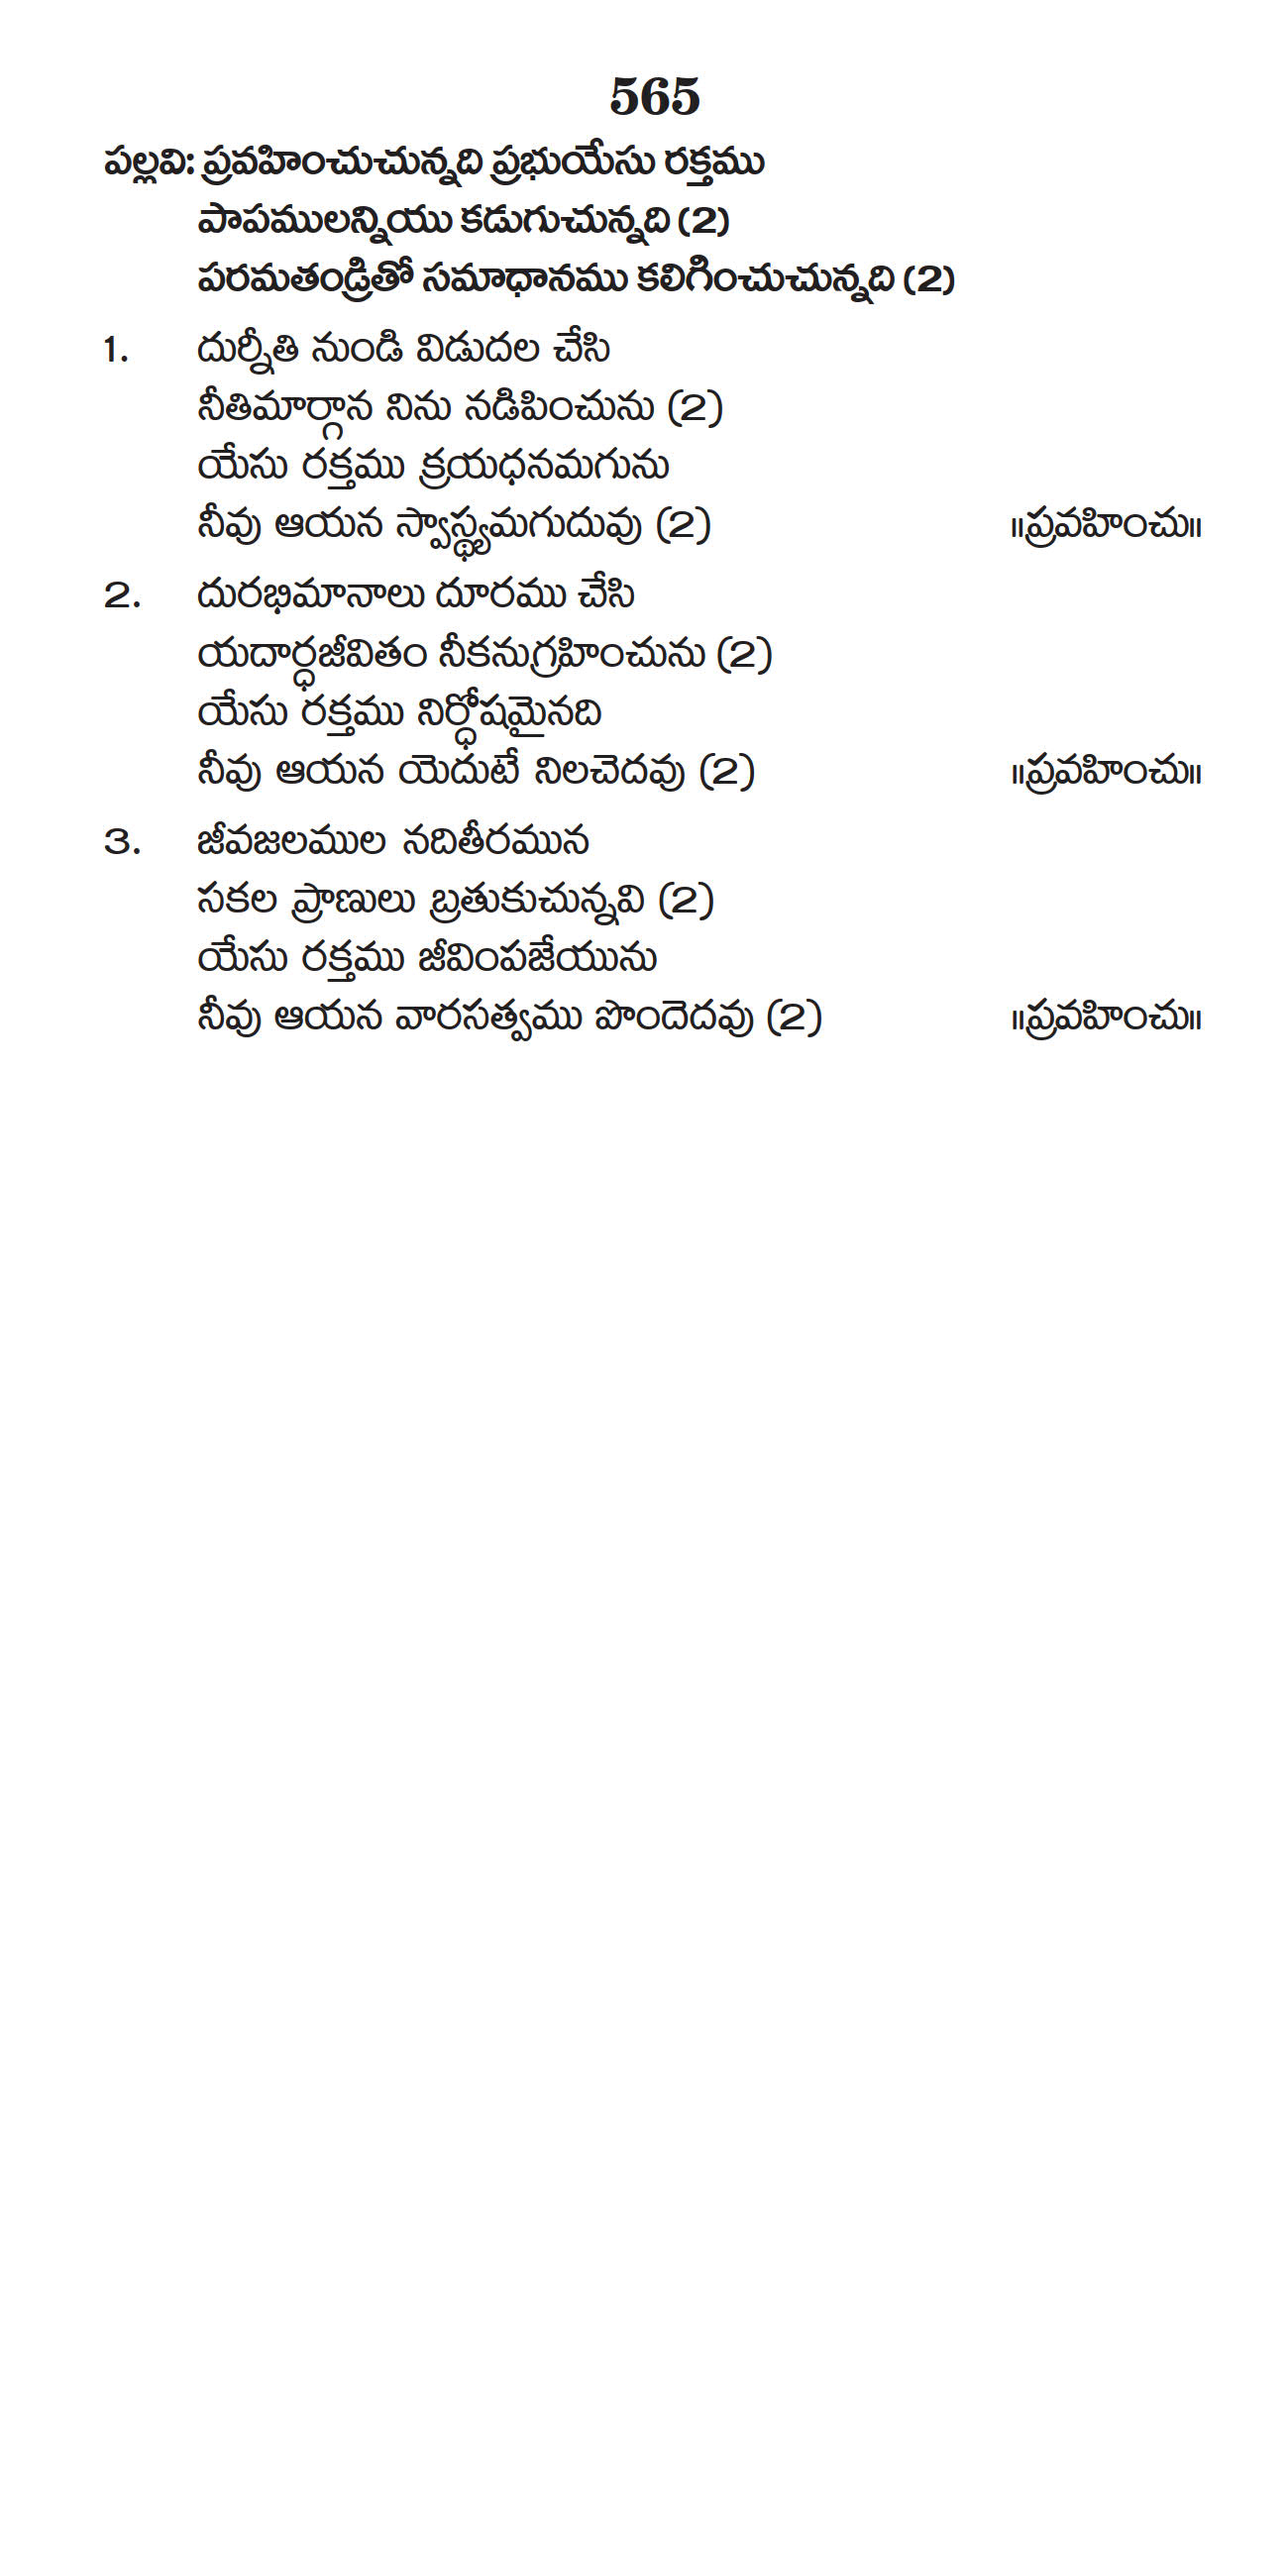 565
పల్లవి: ప్రవహించుచున్నది ప్రభుయేసు రక్తము
పాపములన్నియు కడుగుచున్నది (2)
పరమతండ్రితో సమాధానము కలిగించుచున్నది (2)
1. దుర్నీతి నుండి విడుదల చేసి
నీతిమార్గాన నిను నడిపించును (2)
యేసు రక్తము క్రయధనమగును
నీవు ఆయన స్వాస్థ్యమగుదువు (2) ॥ప్రవహించు॥
2. దురభిమానాలు దూరము చేసి
యదార్ధజీవితం నీకనుగ్రహించును (2)
యేసు రక్తము నిర్ధోషమైనది
నీవు ఆయన యెదుటే నిలచెదవు (2) ॥ప్రవహించు॥
3. జీవజలముల నదితీరమున
సకల ప్రాణులు బ్రతుకుచున్నవి (2)
యేసు రక్తము జీవింపజేయును
నీవు ఆయన వారసత్వము పొందెదవు (2) ॥ప్రవహించు॥